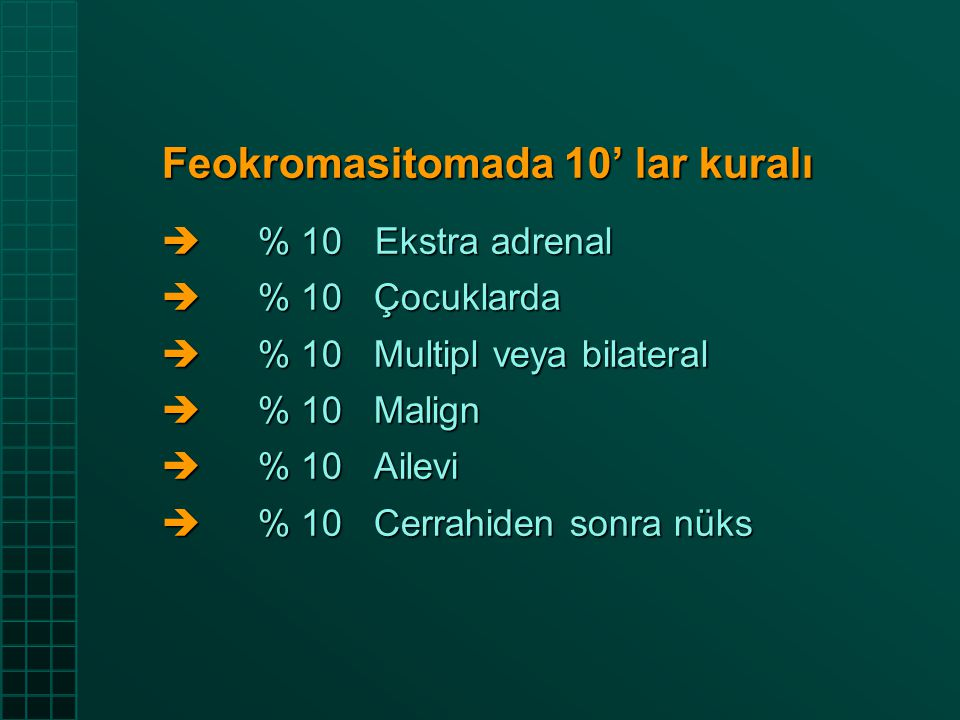 Feokromasitomada 10’ lar kuralı
➔ % 10 Ekstra adrenal
➔ % 10 Çocuklarda
➔ % 10 Multipl veya bilateral
➔ % 10 Malign
➔ % 10 Ailevi
➔ % 10 Cerrahiden sonra nüks